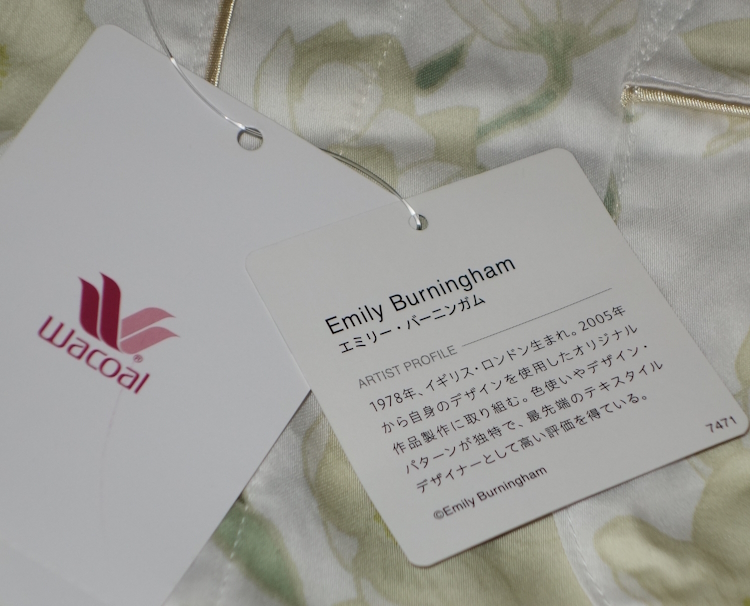 Wacoal®
Emily Burningham
エミリー・バーニンガム
ARTIST PROFILE
1978年、イギリス・ロンドン生まれ。2005年
から自身のデザインを使用したオリジナル
作品製作に取り組む。色使いやデザイン・
パターンが独特で、最先端のテキスタイル
デザイナーとして高い評価を得ている。
©Emily Burningham
7471